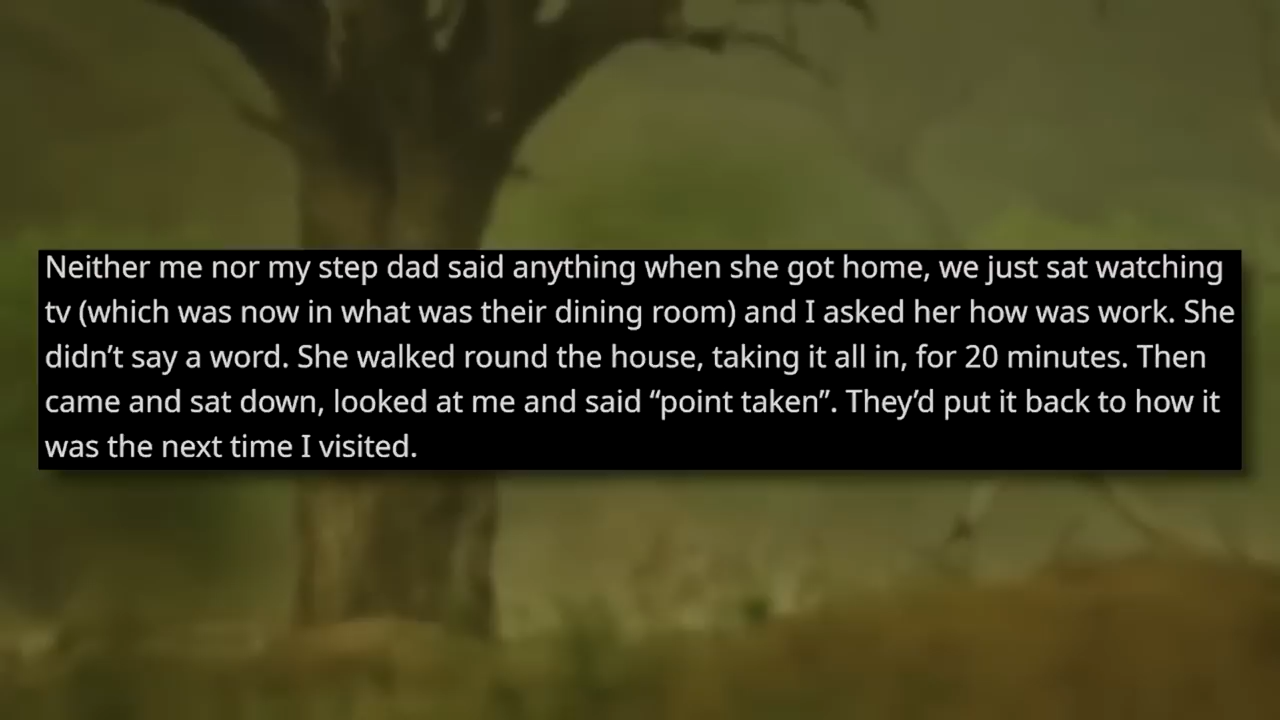 Neither me nor my step dad said anything when she got home, we just sat watching
tv (which was now in what was their dining room) and I asked her how was work. She
didn’t say a word. She walked round the house, taking it all in, for 20 minutes. Then
came and sat down, looked at me and said “point taken”. They’d put it back to how it
was the next time I visited.